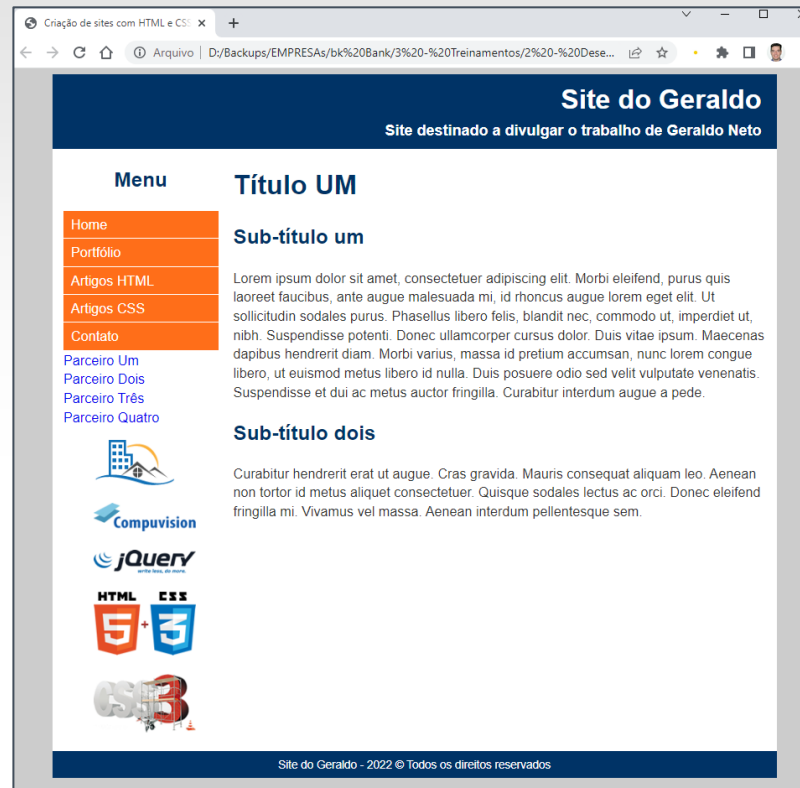 Criação de sites com HTML e CSS
Arquivo
D:/Backups/EMPRESAs/bk%20Bank/3%20-%20Treinamentos/2%20-%20Dese...
Site do Geraldo
Site destinado a divulgar o trabalho de Geraldo Neto
Menu
Home
Portfólio
Artigos HTML
Artigos CSS
Contato
Parceiro Um
Parceiro Dois
Parceiro Três
Parceiro Quatro
Compuvision
jQuery
write less, do more.
HTML CSS
5 + 3
CSS3
Título UM
Sub-título um
Lorem ipsum dolor sit amet, consectetuer adipiscing elit. Morbi eleifend, purus quis
laoreet faucibus, ante augue malesuada mi, id rhoncus augue lorem eget elit. Ut
sollicitudin sodales purus. Phasellus libero felis, blandit nec, commodo ut, imperdiet ut,
nibh. Suspendisse potenti. Donec ullamcorper cursus dolor. Duis vitae ipsum. Maecenas
dapibus hendrerit diam. Morbi varius, massa id pretium accumsan, nunc lorem congue
libero, ut euismod metus libero id nulla. Duis posuere odio sed velit vulputate venenatis.
Suspendisse et dui ac metus auctor fringilla. Curabitur interdum augue a pede.
Sub-título dois
Curabitur hendrerit erat ut augue. Cras gravida. Mauris consequat aliquam leo. Aenean
non tortor id metus aliquet consectetuer. Quisque sodales lectus ac orci. Donec eleifend
fringilla mi. Vivamus vel massa. Aenean interdum pellentesque sem.
Site do Geraldo - 2022 © Todos os direitos reservados